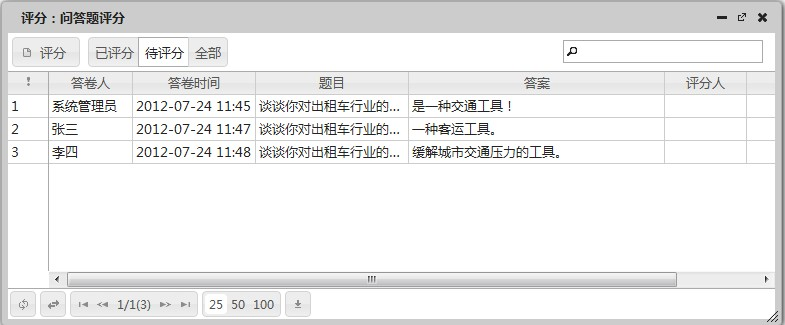 评分：问答题评分
评分 已评分 待评分 全部
! 答卷人 答卷时间 题目 答案 评分人
1 系统管理员 2012-07-24 11:45 谈谈你对出租车行业的... 是一种交通工具！
2 张三 2012-07-24 11:47 谈谈你对出租车行业的... 一种客运工具。
3 李四 2012-07-24 11:48 谈谈你对出租车行业的... 缓解城市交通压力的工具。
1/1(3) 25 50 100